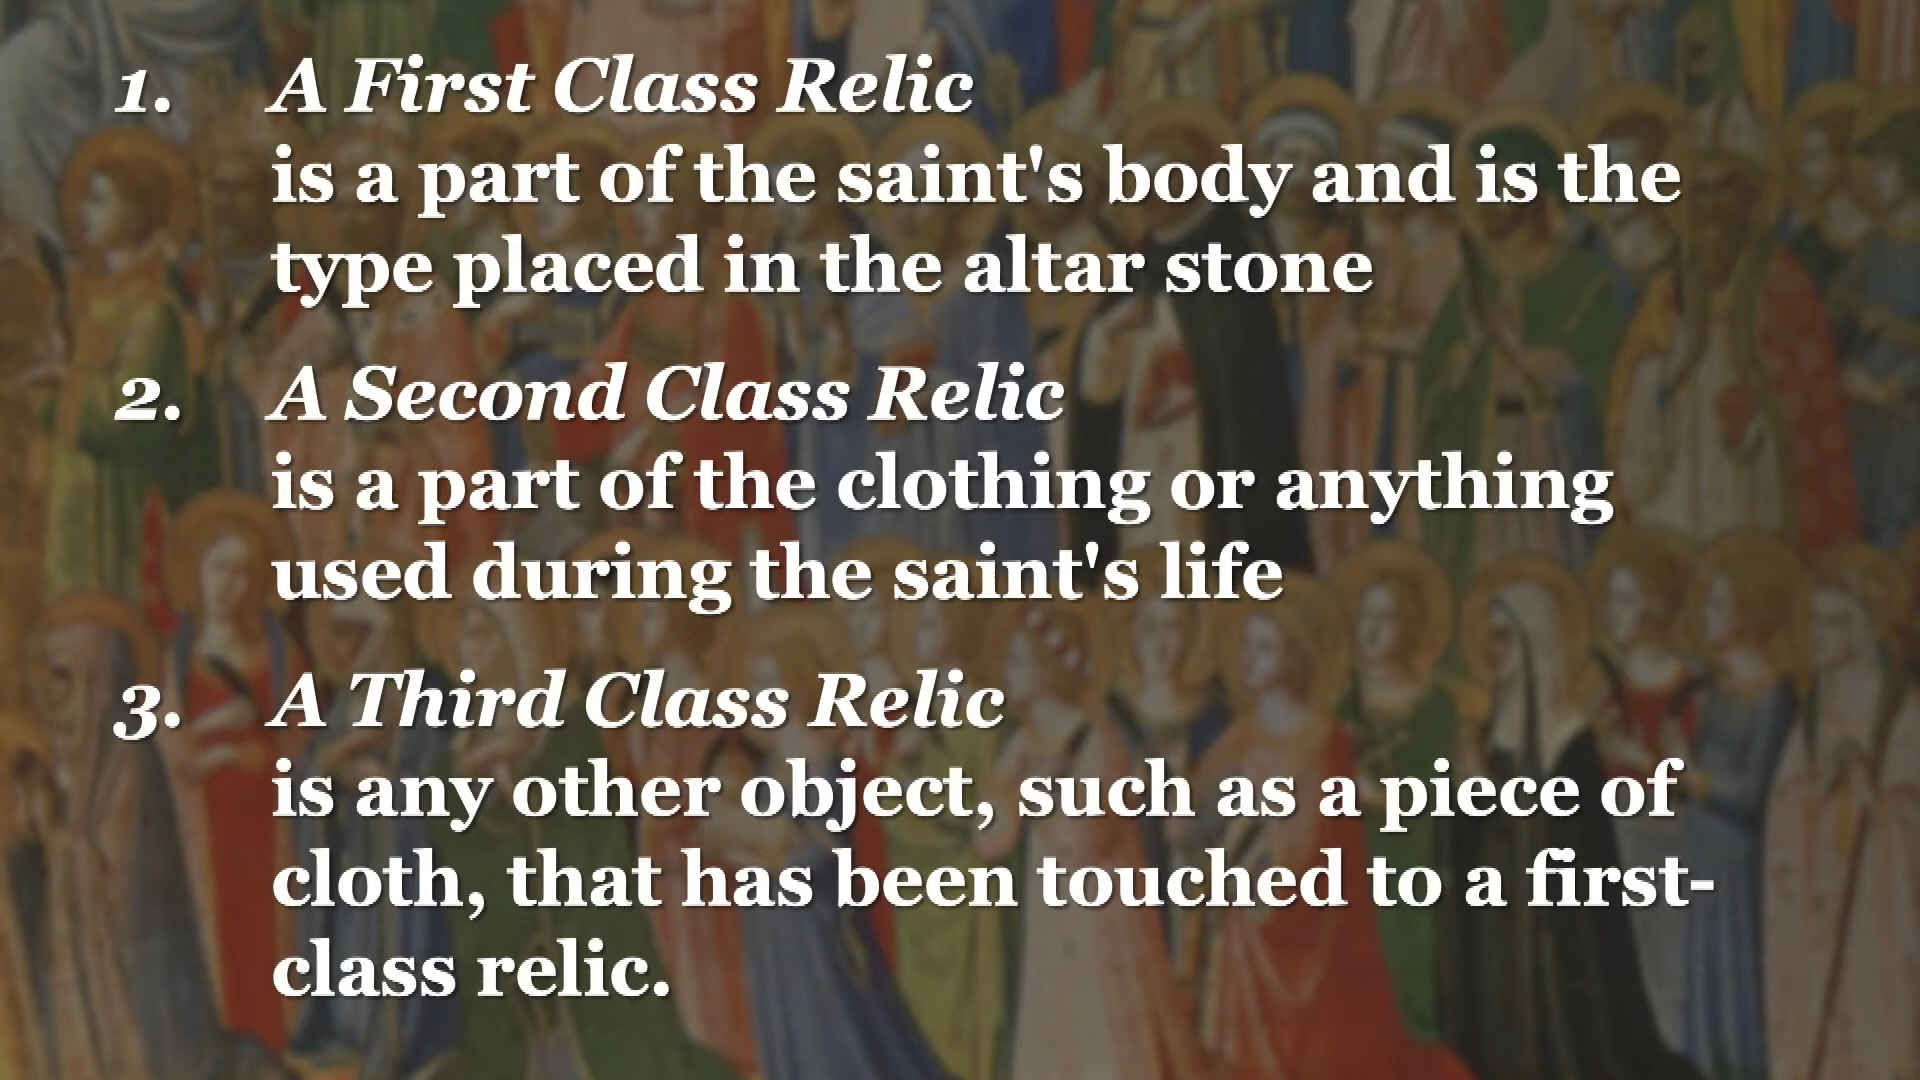 1. A First Class Relic
is a part of the saint's body and is the
type placed in the altar stone
2. A Second Class Relic
is a part of the clothing or anything
used during the saint's life
3. A Third Class Relic
is any other object, such as a piece of
cloth, that has been touched to a first-
class relic.